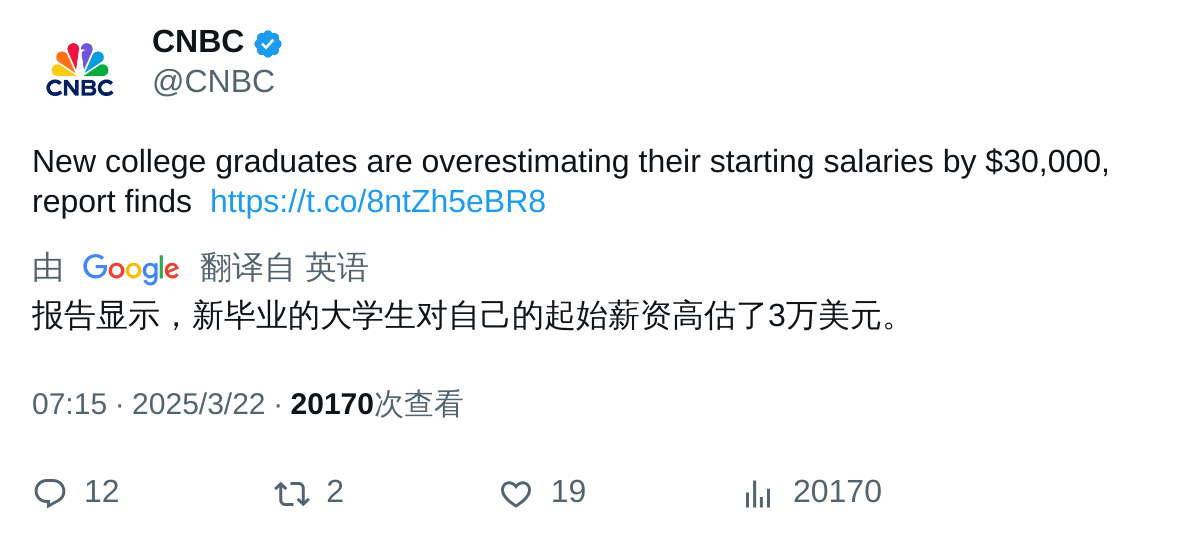 CNBC
CNBC
@CNBC
New college graduates are overestimating their starting salaries by $30,000,
report finds https://t.co/8ntZh5eBR8
由 Google 翻译自 英语
报告显示，新毕业的大学生对自己的起始薪资高估了3万美元。
07:15 · 2025/3/22 · 20170次查看
12 2 19 20170